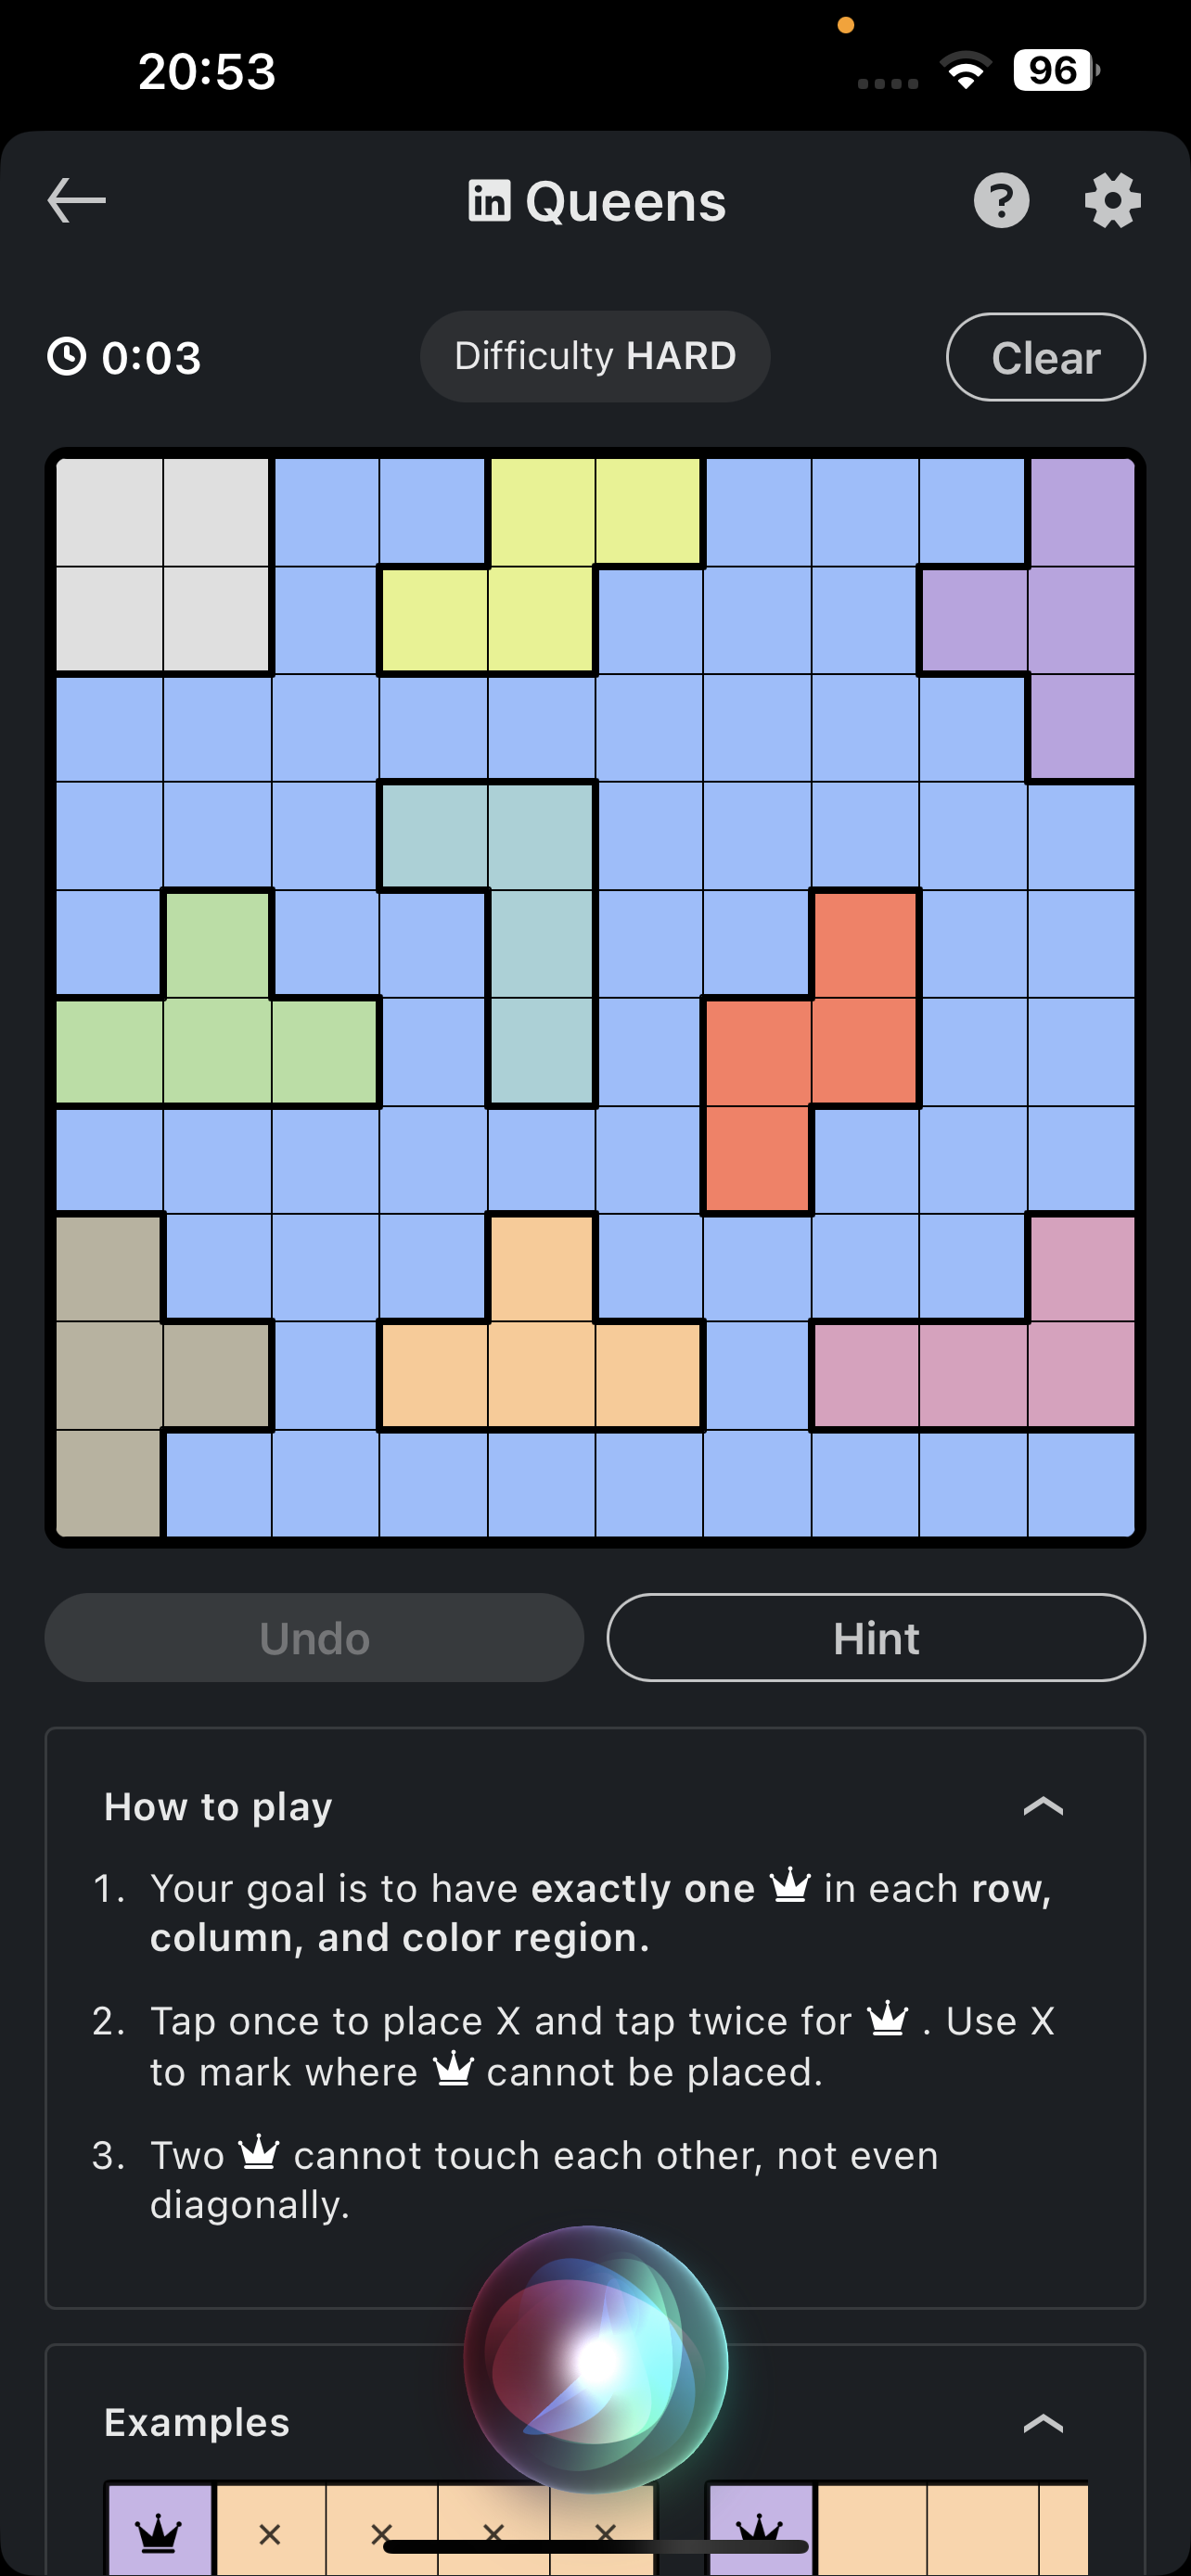 20:53
96
in Queens
?
0:03
Difficulty HARD
Clear
Undo
Hint
How to play
1. Your goal is to have exactly one in each row,
column, and color region.
2. Tap once to place X and tap twice for . Use X
to mark where cannot be placed.
3. Two cannot touch each other, not even
diagonally.
Examples